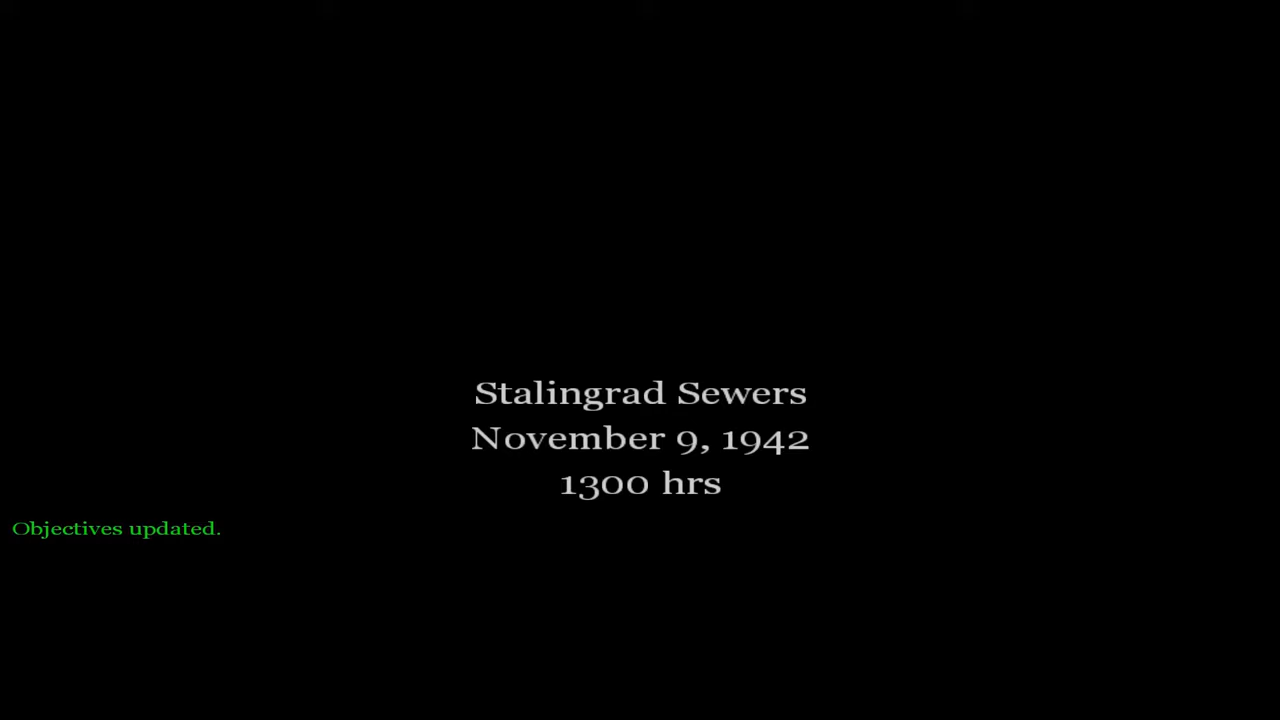 Stalingrad Sewers
November 9, 1942
1300 hrs
Objectives updated.